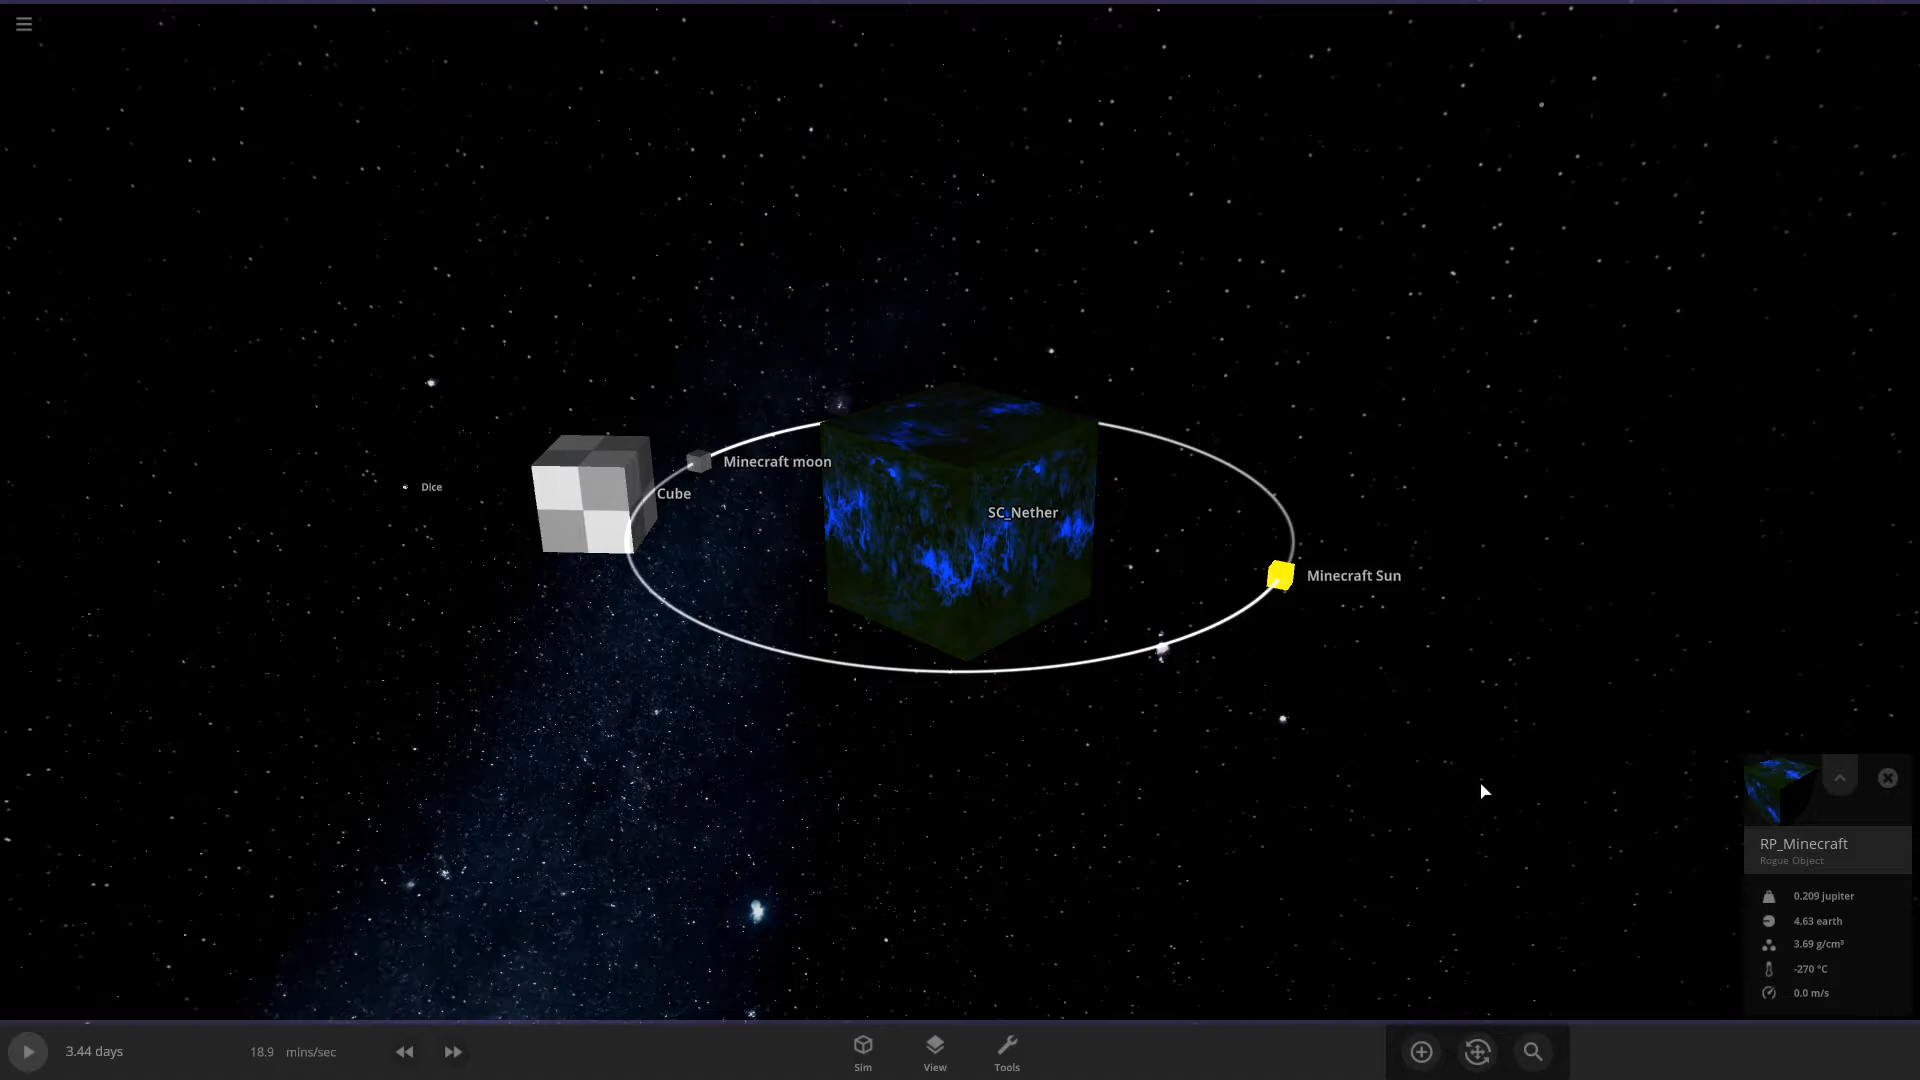 Minecraft moon
Dice
Cube
SC_Nether
Minecraft Sun
RP_Minecraft
Rogue Object
0.209 jupiter
4.63 earth
3.69 g/cm³
-270 °C
0.0 m/s
3.44 days
18.9 mins/sec
Sim
View
Tools